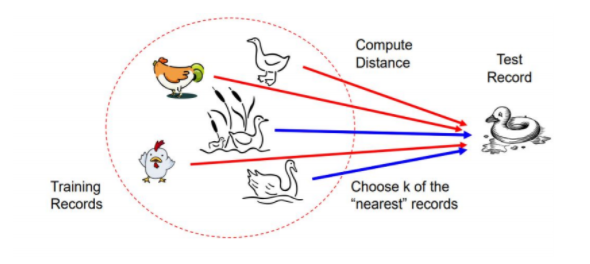 Compute
Distance
Test
Record
Training
Records
Choose k of the
“nearest” records